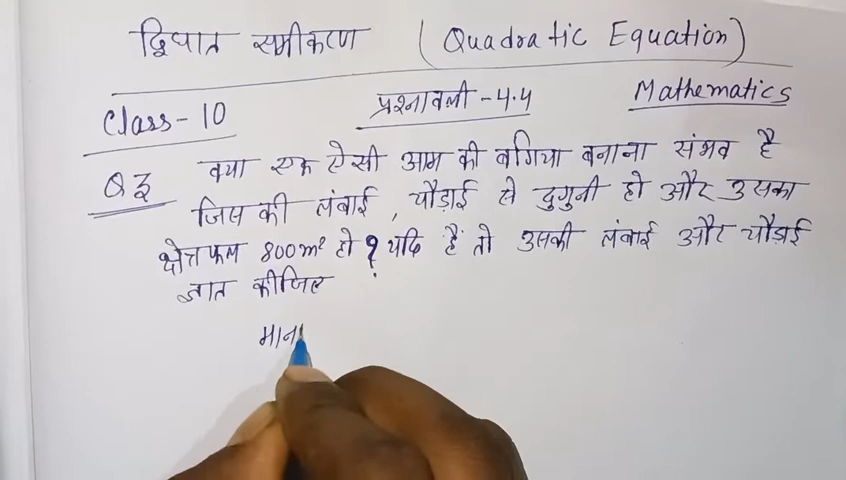 द्विघात समीकरण (Quadratic Equation)
Class-10 प्रश्नावली-4.4 Mathematics
Q3 क्या एक ऐसी आम की बगिया बनाना संभव है
जिस की लंबाई, चौड़ाई से दुगुनी हो और उसका
क्षेत्रफल 800m² हो? यदि हैं तो उसकी लंबाई और चौड़ाई
ज्ञात कीजिए
माना